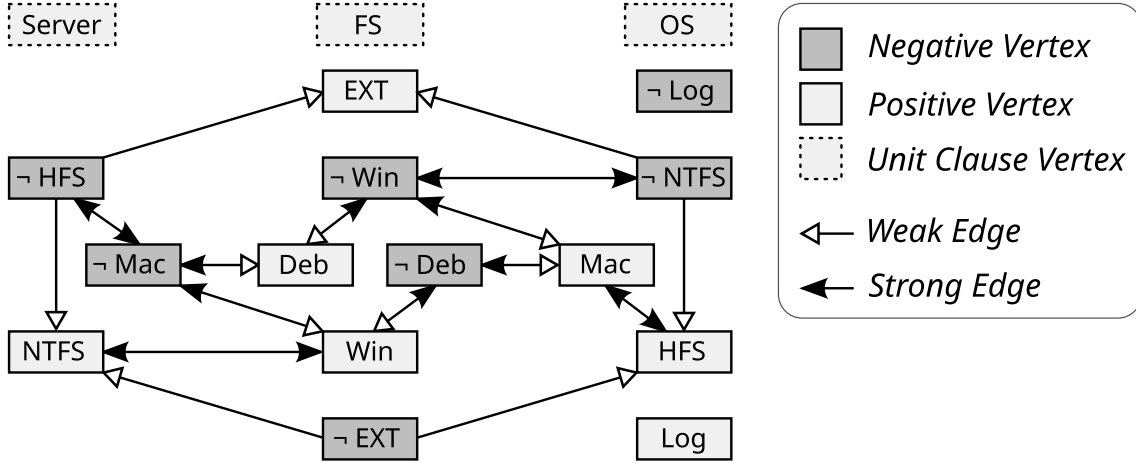 Server
FS
OS
EXT
¬ Log
¬ HFS
¬ Win
¬ NTFS
¬ Mac
Deb
¬ Deb
Mac
NTFS
Win
HFS
¬ EXT
Log
Negative Vertex
Positive Vertex
Unit Clause Vertex
Weak Edge
Strong Edge